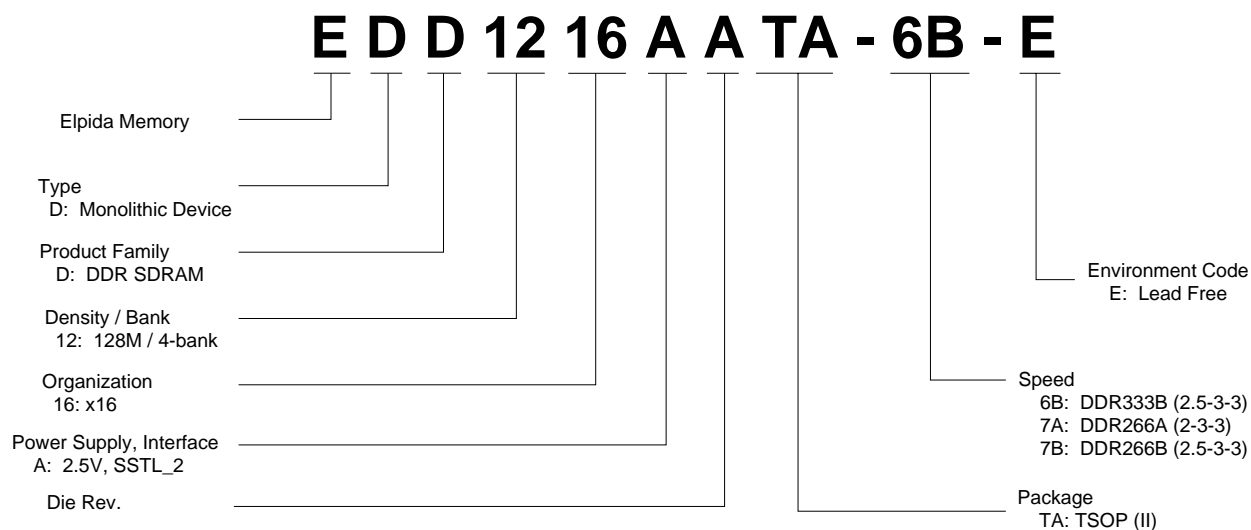 E D D 12 16 A A TA - 6B - E
Elpida Memory
Type
D: Monolithic Device
Product Family
D: DDR SDRAM
Density / Bank
12: 128M / 4-bank
Organization
16: x16
Power Supply, Interface
A: 2.5V, SSTL_2
Die Rev.
Environment Code
E: Lead Free
Speed
6B: DDR333B (2.5-3-3)
7A: DDR266A (2-3-3)
7B: DDR266B (2.5-3-3)
Package
TA: TSOP (II)